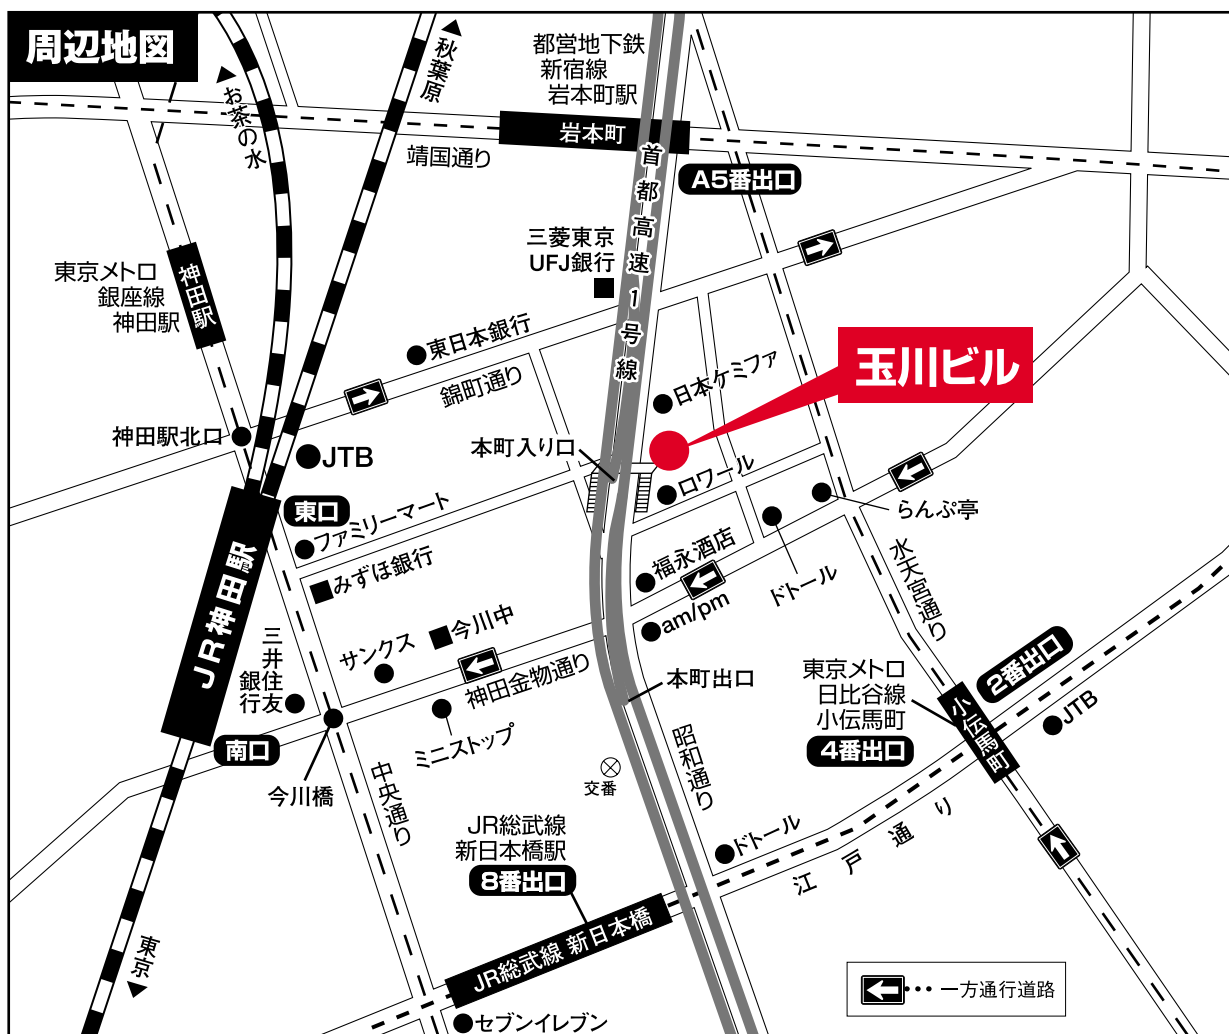 周辺地図
お茶の水
秋葉原
都営地下鉄
新宿線
岩本町駅
岩本町
靖国通り
A5番出口
首都高速1号線
三菱東京
UFJ銀行
東京メトロ
銀座線
神田駅
神田駅
東日本銀行
錦町通り
玉川ビル
日本ケミファ
神田駅北口
JTB
本町入り口
ロワール
らんぷ亭
東口
ファミリーマート
みずほ銀行
福永酒店
ドトール
水天宮通り
JR神田駅
am/pm
今川中
サンクス
三井住友
銀行
神田金物通り
本町出口
東京メトロ
日比谷線
小伝馬町
4番出口
2番出口
小伝馬町
JTB
南口
ミニストップ
昭和通り
今川橋
中央通り
交番
JR総武線
新日本橋駅
8番出口
ドトール
江戸通り
JR総武線 新日本橋
東京
一方通行道路
セブンイレブン